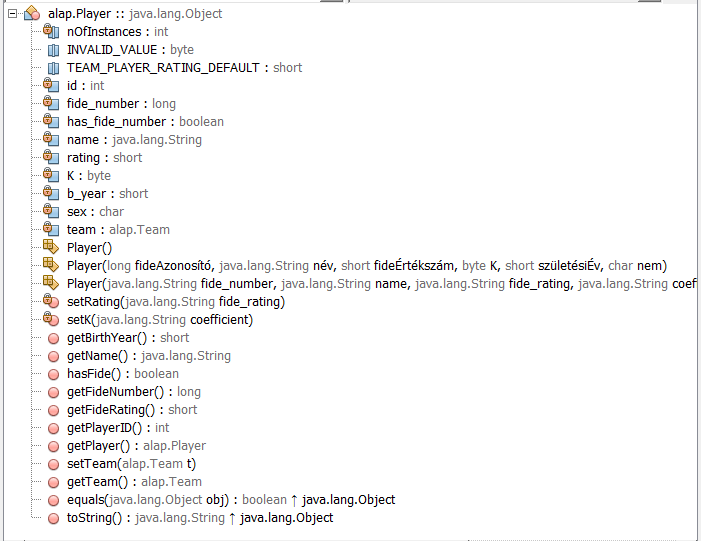 alap.Player :: java.lang.Object
nOfInstances : int
INVALID_VALUE : byte
TEAM_PLAYER_RATING_DEFAULT : short
id : int
fide_number : long
has_fide_number : boolean
name : java.lang.String
rating : short
K : byte
b_year : short
sex : char
team : alap.Team
Player()
Player(long fideAzonosító, java.lang.String név, short fideÉrtékszám, byte K, short születésiÉv, char nem)
Player(java.lang.String fide_number, java.lang.String name, java.lang.String fide_rating, java.lang.String coeff
setRating(java.lang.String fide_rating)
setK(java.lang.String coefficient)
getBirthYear() : short
getName() : java.lang.String
hasFide() : boolean
getFideNumber() : long
getFideRating() : short
getPlayerID() : int
getPlayer() : alap.Player
setTeam(alap.Team t)
getTeam() : alap.Team
equals(java.lang.Object obj) : boolean ↑ java.lang.Object
toString() : java.lang.String ↑ java.lang.Object